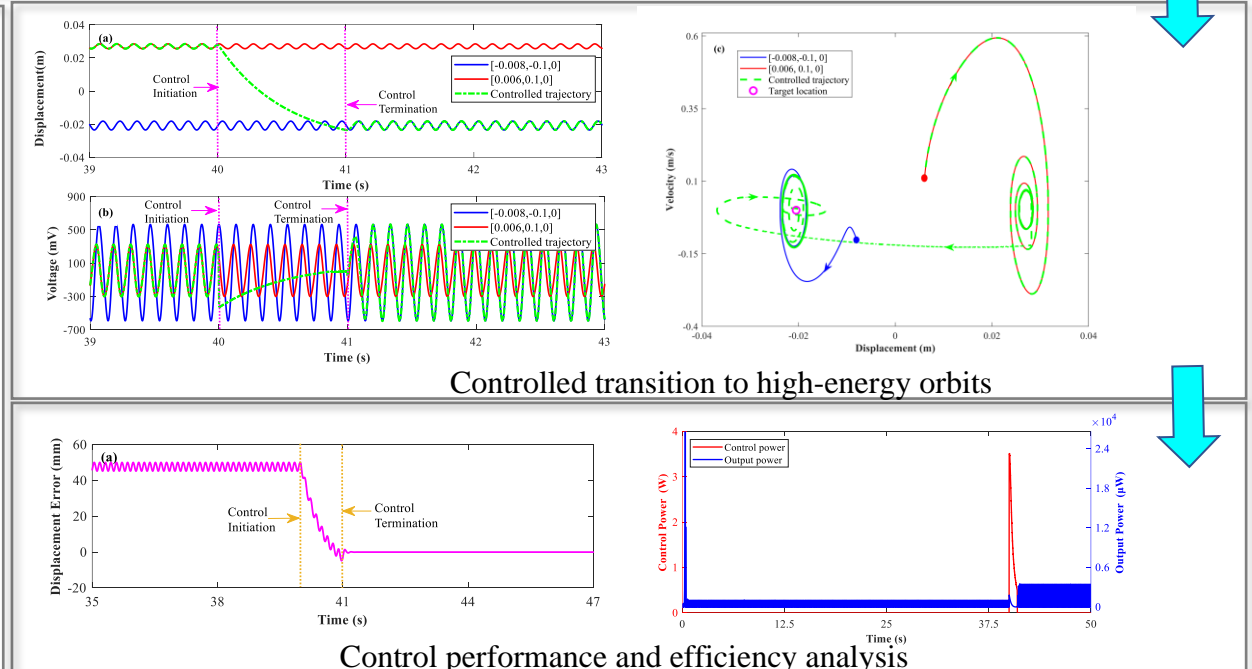 (a)
0.04
0.02
0
-0.02
-0.04
Displacement(m)
Control
Initiation
Control
Termination
[-0.008,-0.1, 0]
[0.006, 0.1, 0]
Controlled trajectory
39
40
41
42
43
Time (s)
(b)
900
500
100
-300
-700
Voltage (mV)
Control
Initiation
Control
Termination
[-0.008,-0.1,0]
[0.006,0.1,0]
Controlled trajectory
39
40
41
42
43
Time (s)
(c)
0.6
0.35
0.1
-0.15
-0.4
Velocity (m/s)
[-0.008,-0.1, 0]
[0.006, 0.1, 0]
Controlled trajectory
Target location
-0.04
-0.02
0
0.02
0.04
Displacement (m)
Controlled transition to high-energy orbits
(a)
60
40
20
0
-20
Displacement Error (mm)
Control
Initiation
Control
Termination
35
38
41
44
47
Time (s)
4
3
2
1
0
Control Power (W)
Control power
Output power
×10⁴
2.4
1.8
1.2
0.6
0
Output Power (μW)
0
12.5
25
37.5
50
Time (s)
Control performance and efficiency analysis